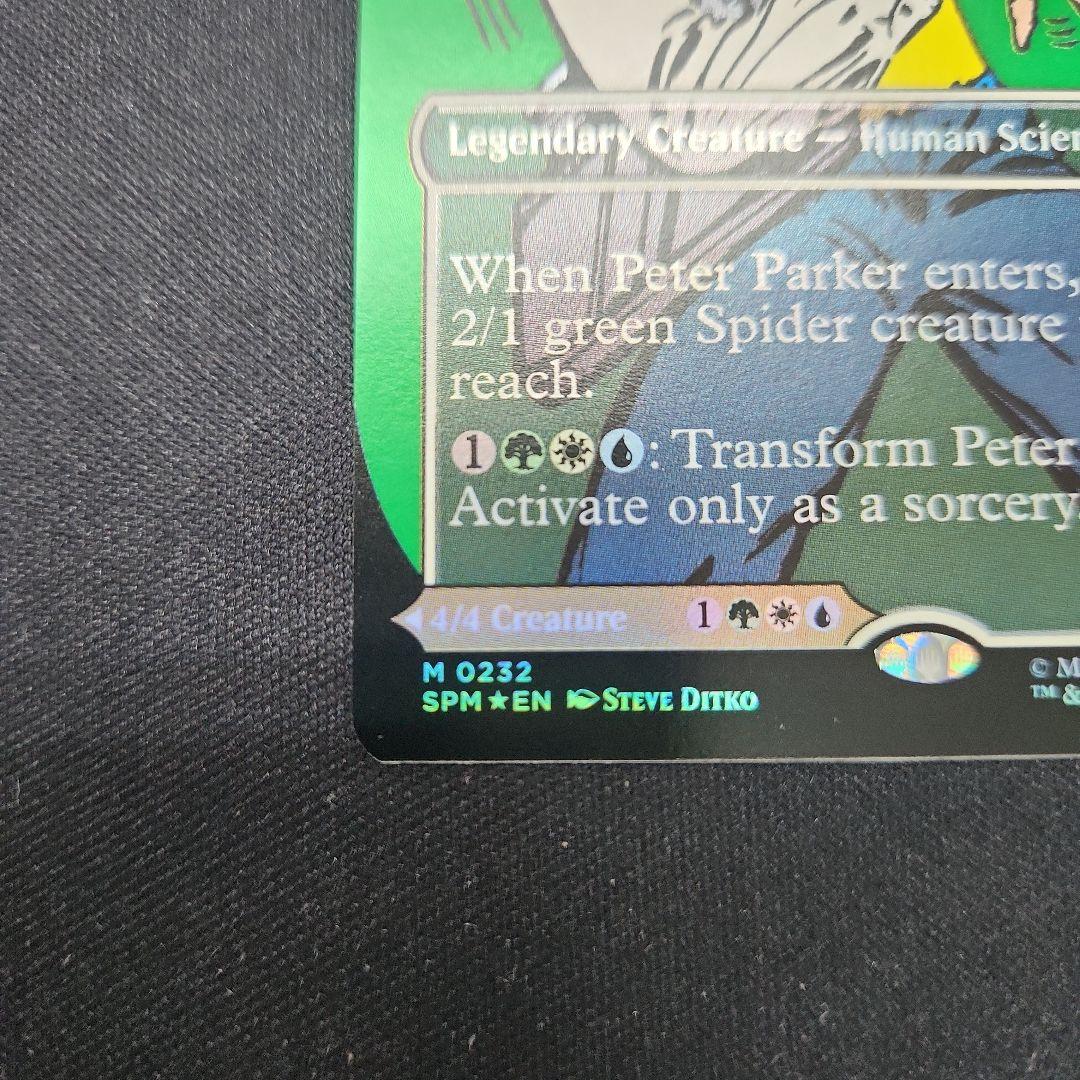 Legendary Creature — Human Scien
When Peter Parker enters,
2/1 green Spider creature
reach.
1: Transform Peter
Activate only as a sorcery.
4/4 Creature 1
M 0232
© M
SPM★EN STEVE DITKO
™ &